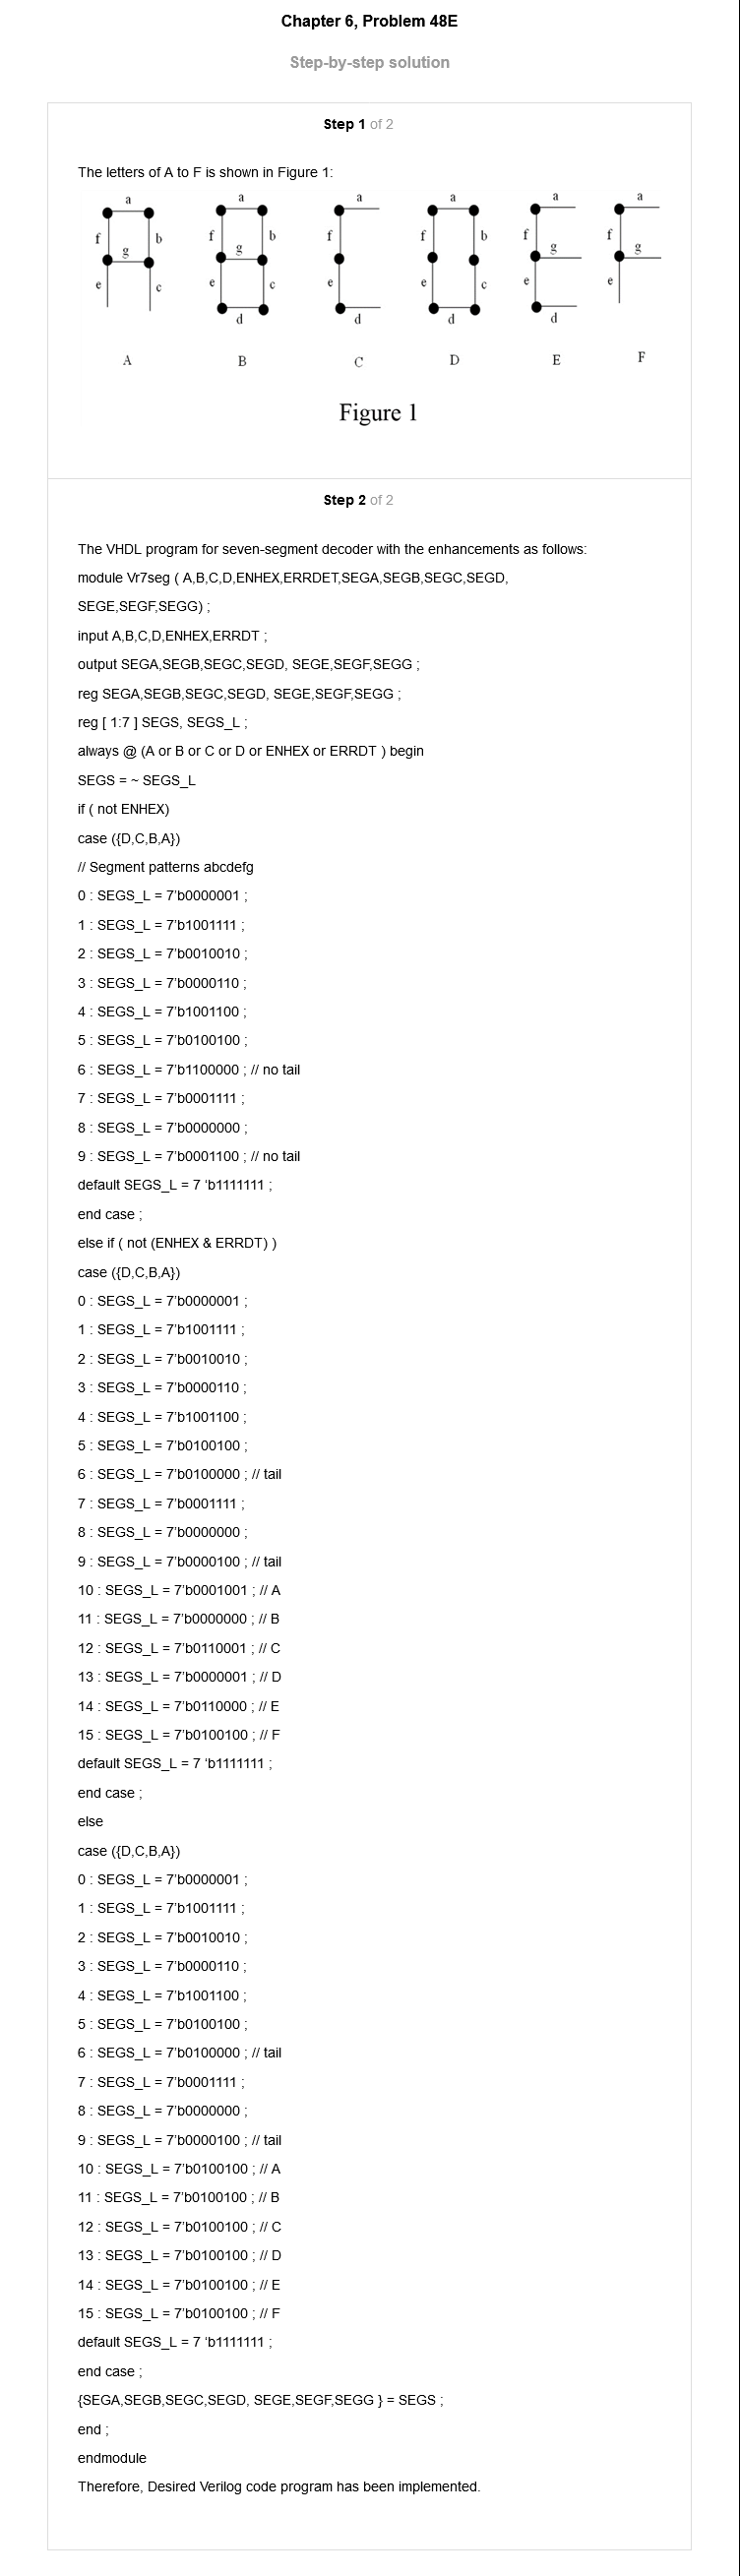 Chapter 6, Problem 48E
Step-by-step solution
Step 1 of 2
The letters of A to F is shown in Figure 1:
a a a a a a
f b f b f f b f f
g g g g
e c e c e e c e e
d d d d
A B C D E F
Figure 1
Step 2 of 2
The VHDL program for seven-segment decoder with the enhancements as follows:
module Vr7seg ( A,B,C,D,ENHEX,ERRDET,SEGA,SEGB,SEGC,SEGD,
SEGE,SEGF,SEGG) ;
input A,B,C,D,ENHEX,ERRDT ;
output SEGA,SEGB,SEGC,SEGD, SEGE,SEGF,SEGG ;
reg SEGA,SEGB,SEGC,SEGD, SEGE,SEGF,SEGG ;
reg [ 1:7 ] SEGS, SEGS_L ;
always @ (A or B or C or D or ENHEX or ERRDT ) begin
SEGS = ~ SEGS_L
if ( not ENHEX)
case ({D,C,B,A})
// Segment patterns abcdefg
0 : SEGS_L = 7'b0000001 ;
1 : SEGS_L = 7'b1001111 ;
2 : SEGS_L = 7'b0010010 ;
3 : SEGS_L = 7'b0000110 ;
4 : SEGS_L = 7'b1001100 ;
5 : SEGS_L = 7'b0100100 ;
6 : SEGS_L = 7'b1100000 ; // no tail
7 : SEGS_L = 7'b0001111 ;
8 : SEGS_L = 7'b0000000 ;
9 : SEGS_L = 7'b0001100 ; // no tail
default SEGS_L = 7 'b1111111 ;
end case ;
else if ( not (ENHEX & ERRDT) )
case ({D,C,B,A})
0 : SEGS_L = 7'b0000001 ;
1 : SEGS_L = 7'b1001111 ;
2 : SEGS_L = 7'b0010010 ;
3 : SEGS_L = 7'b0000110 ;
4 : SEGS_L = 7'b1001100 ;
5 : SEGS_L = 7'b0100100 ;
6 : SEGS_L = 7'b0100000 ; // tail
7 : SEGS_L = 7'b0001111 ;
8 : SEGS_L = 7'b0000000 ;
9 : SEGS_L = 7'b0000100 ; // tail
10 : SEGS_L = 7'b0001001 ; // A
11 : SEGS_L = 7'b0000000 ; // B
12 : SEGS_L = 7'b0110001 ; // C
13 : SEGS_L = 7'b0000001 ; // D
14 : SEGS_L = 7'b0110000 ; // E
15 : SEGS_L = 7'b0100100 ; // F
default SEGS_L = 7 'b1111111 ;
end case ;
else
case ({D,C,B,A})
0 : SEGS_L = 7'b0000001 ;
1 : SEGS_L = 7'b1001111 ;
2 : SEGS_L = 7'b0010010 ;
3 : SEGS_L = 7'b0000110 ;
4 : SEGS_L = 7'b1001100 ;
5 : SEGS_L = 7'b0100100 ;
6 : SEGS_L = 7'b0100000 ; // tail
7 : SEGS_L = 7'b0001111 ;
8 : SEGS_L = 7'b0000000 ;
9 : SEGS_L = 7'b0000100 ; // tail
10 : SEGS_L = 7'b0100100 ; // A
11 : SEGS_L = 7'b0100100 ; // B
12 : SEGS_L = 7'b0100100 ; // C
13 : SEGS_L = 7'b0100100 ; // D
14 : SEGS_L = 7'b0100100 ; // E
15 : SEGS_L = 7'b0100100 ; // F
default SEGS_L = 7 'b1111111 ;
end case ;
{SEGA,SEGB,SEGC,SEGD, SEGE,SEGF,SEGG } = SEGS ;
end ;
endmodule
Therefore, Desired Verilog code program has been implemented.